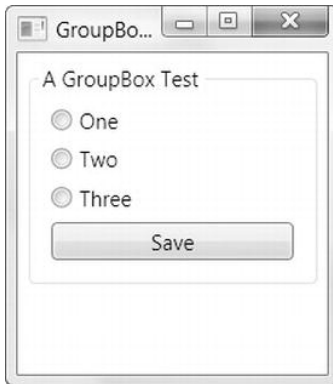 GroupBo...
A GroupBox Test
One
Two
Three
Save